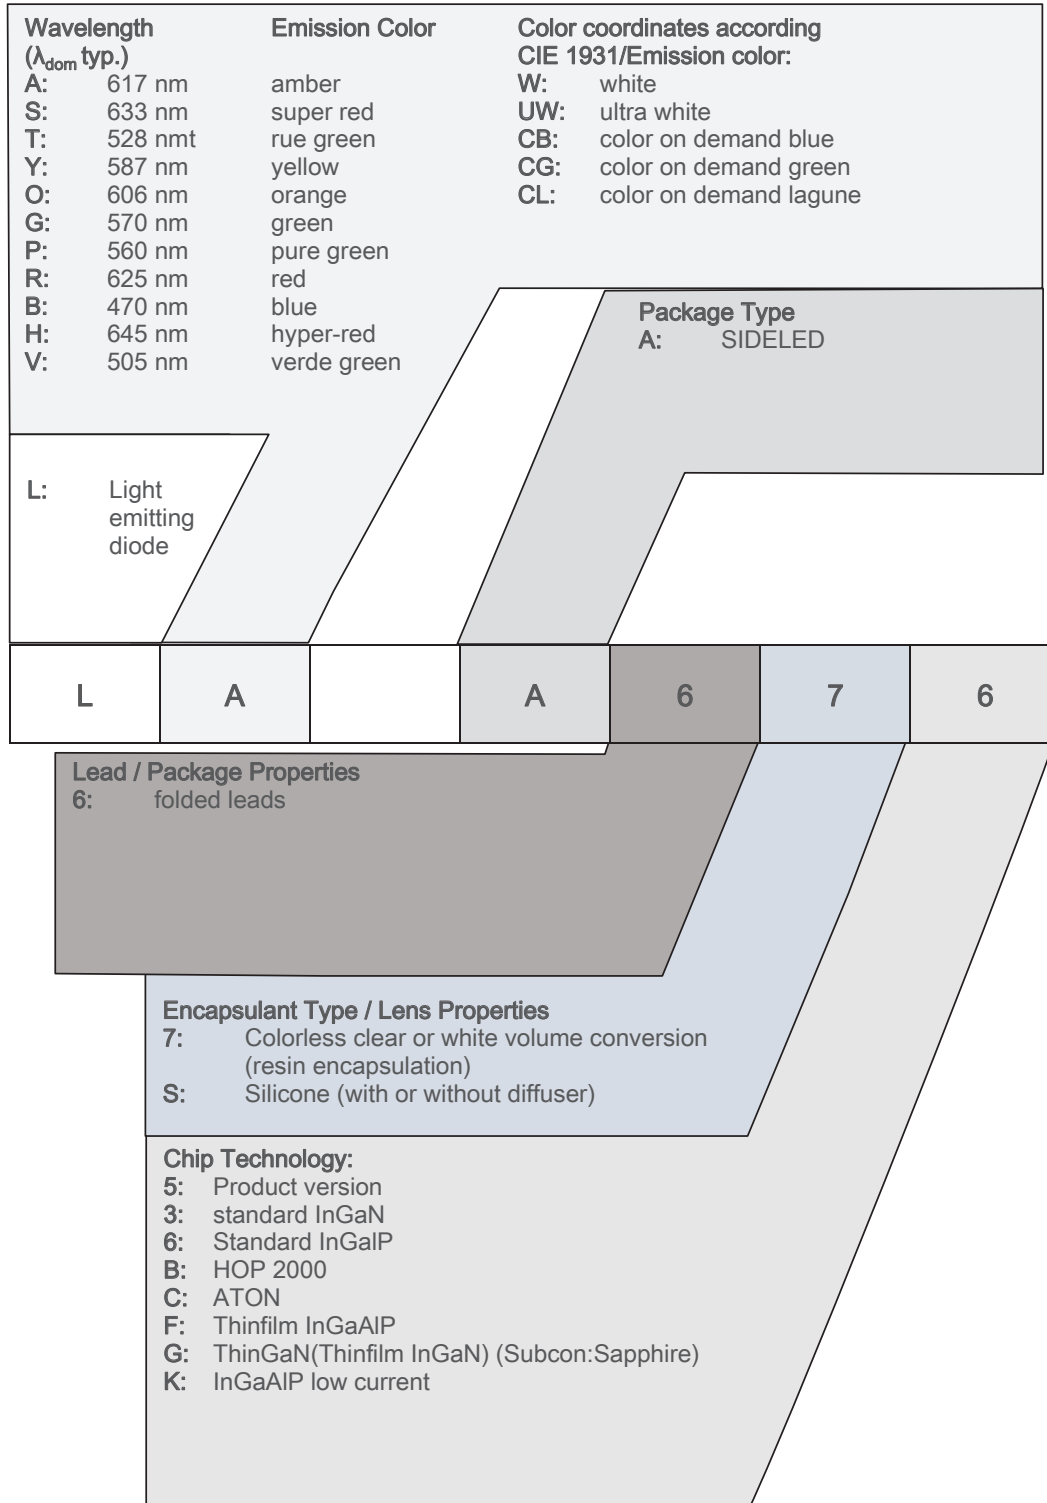 Wavelength Emission Color Color coordinates according
(λdom typ.) CIE 1931/Emission color:
A: 617 nm amber W: white
S: 633 nm super red UW: ultra white
T: 528 nmt rue green CB: color on demand blue
Y: 587 nm yellow CG: color on demand green
O: 606 nm orange CL: color on demand lagune
G: 570 nm green
P: 560 nm pure green
R: 625 nm red
B: 470 nm blue
H: 645 nm hyper-red
V: 505 nm verde green
Package Type
A: SIDELED
L: Light
emitting
diode
L A A 6 7 6
Lead / Package Properties
6: folded leads
Encapsulant Type / Lens Properties
7: Colorless clear or white volume conversion
(resin encapsulation)
S: Silicone (with or without diffuser)
Chip Technology:
5: Product version
3: standard InGaN
6: Standard InGalP
B: HOP 2000
C: ATON
F: Thinfilm InGaAlP
G: ThinGaN(Thinfilm InGaN) (Subcon:Sapphire)
K: InGaAlP low current